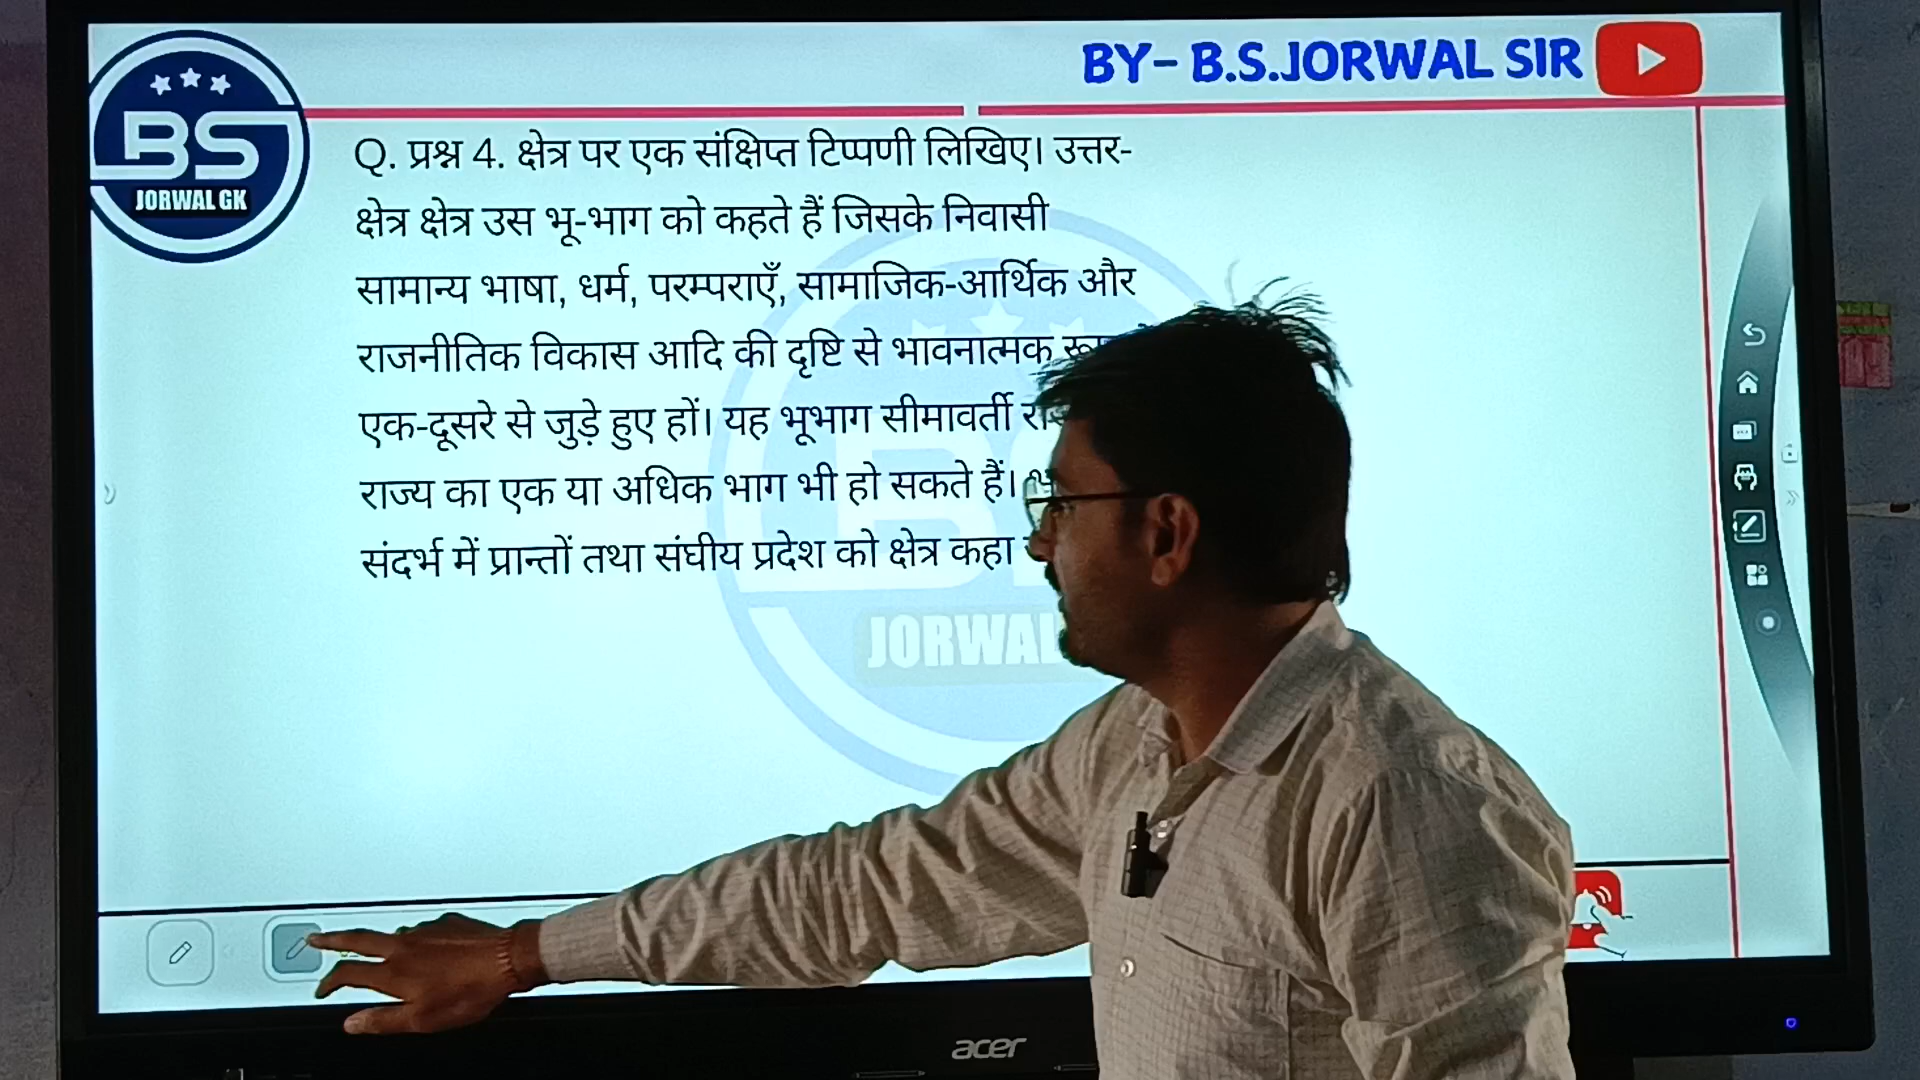 BY- B.S.JORWAL SIR
BS
JORWAL GK
Q. प्रश्न 4. क्षेत्र पर एक संक्षिप्त टिप्पणी लिखिए। उत्तर-
क्षेत्र क्षेत्र उस भू-भाग को कहते हैं जिसके निवासी
सामान्य भाषा, धर्म, परम्पराएँ, सामाजिक-आर्थिक और
राजनीतिक विकास आदि की दृष्टि से भावनात्मक
एक-दूसरे से जुड़े हुए हों। यह भूभाग सीमावर्ती
राज्य का एक या अधिक भाग भी हो सकते हैं।
संदर्भ में प्रान्तों तथा संघीय प्रदेश को क्षेत्र कहा
JORWAL
acer